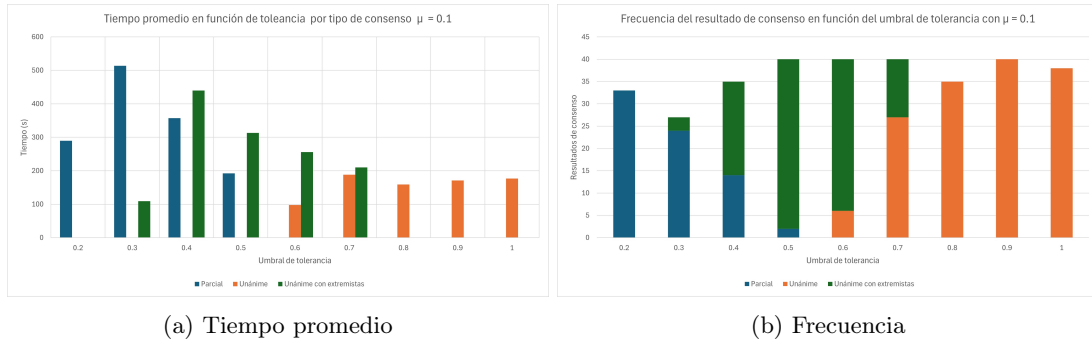 Tiempo promedio en función de toleancia por tipo de consenso μ = 0.1
600
500
400
300
200
100
0
Tiempo (s)
0.2 0.3 0.4 0.5 0.6 0.7 0.8 0.9 1
Umbral de tolerancia
Parcial Unánime Unánime con extremistas
(a) Tiempo promedio
Frecuencia del resultado de consenso en función del umbral de tolerancia con μ = 0.1
45
40
35
30
25
20
15
10
5
0
Resultados de consenso
0.2 0.3 0.4 0.5 0.6 0.7 0.8 0.9 1
Umbral de tolerancia
Parcial Unánime Unánime con extremistas
(b) Frecuencia